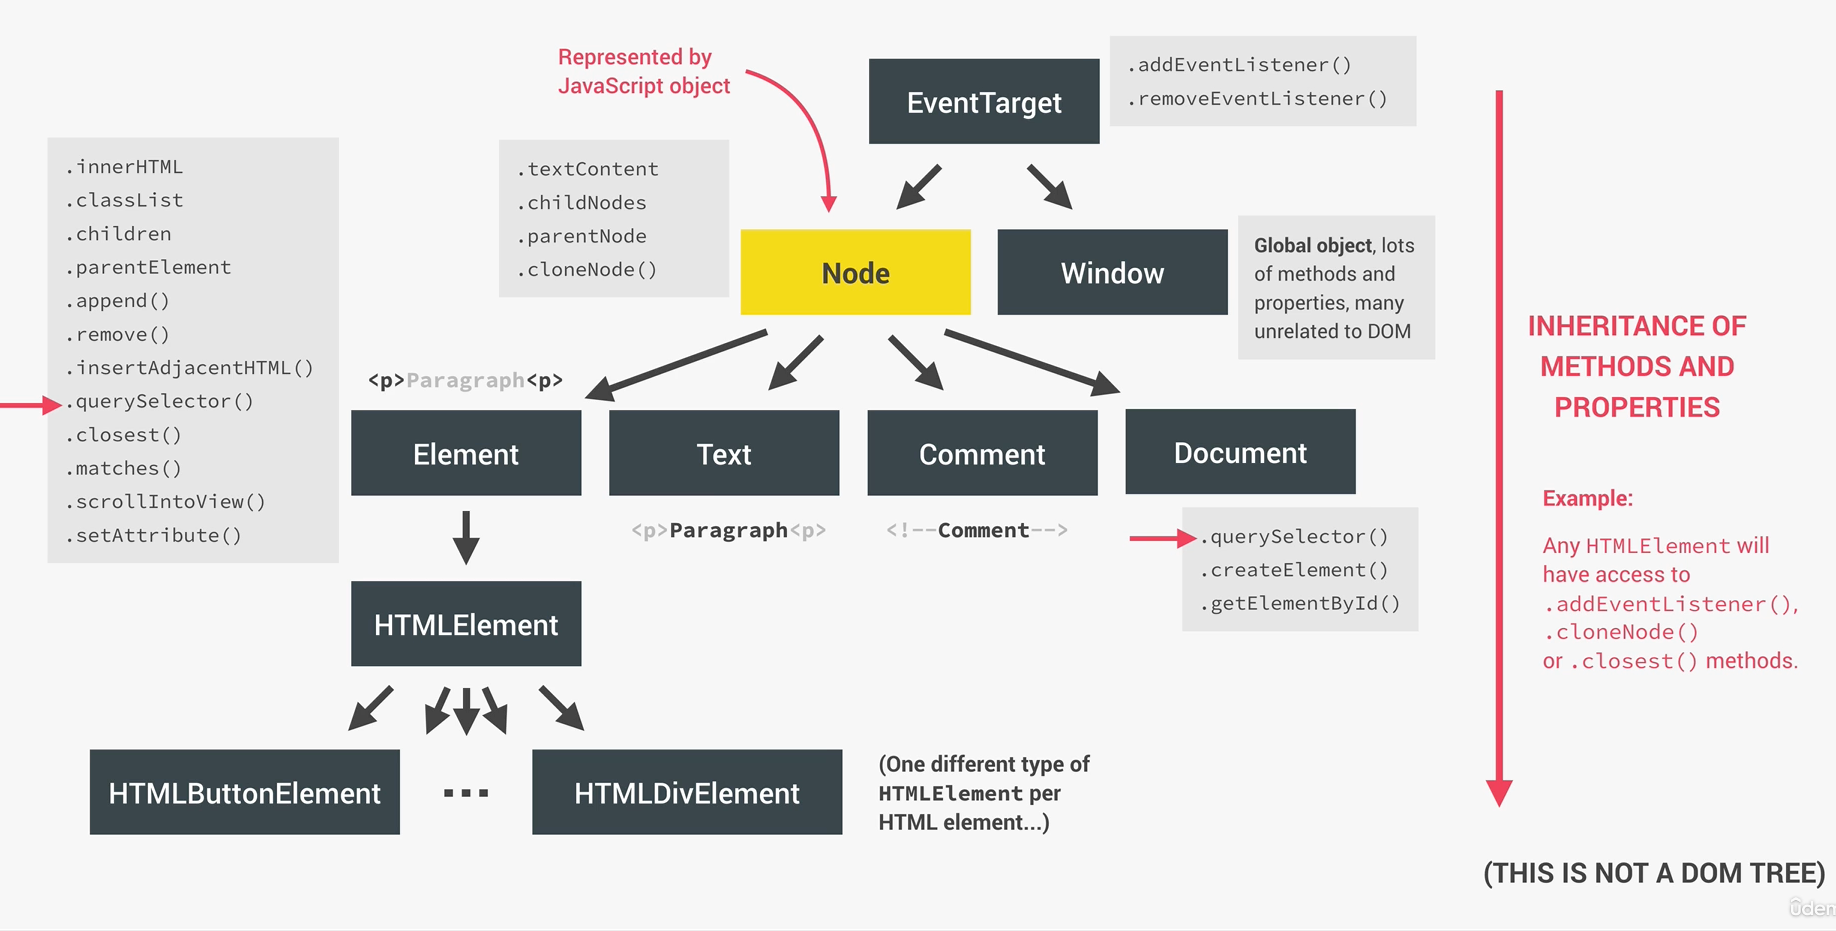 Represented by
JavaScript object
EventTarget
.addEventListener()
.removeEventListener()
.innerHTML
.classList
.children
.parentElement
.append()
.remove()
.insertAdjacentHTML()
.querySelector()
.closest()
.matches()
.scrollIntoView()
.setAttribute()
.textContent
.childNodes
.parentNode
.cloneNode()
Node
Window
Global object, lots
of methods and
properties, many
unrelated to DOM
INHERITANCE OF
METHODS AND
PROPERTIES
<p>Paragraph<p>
Element
Text
Comment
Document
<p>Paragraph<p>
<!--Comment-->
.querySelector()
.createElement()
.getElementById()
Example:
Any HTMLElement will
have access to
.addEventListener(),
.cloneNode()
or .closest() methods.
HTMLElement
HTMLButtonElement
...
HTMLDivElement
(One different type of
HTMLElement per
HTML element...)
(THIS IS NOT A DOM TREE)
ûdem